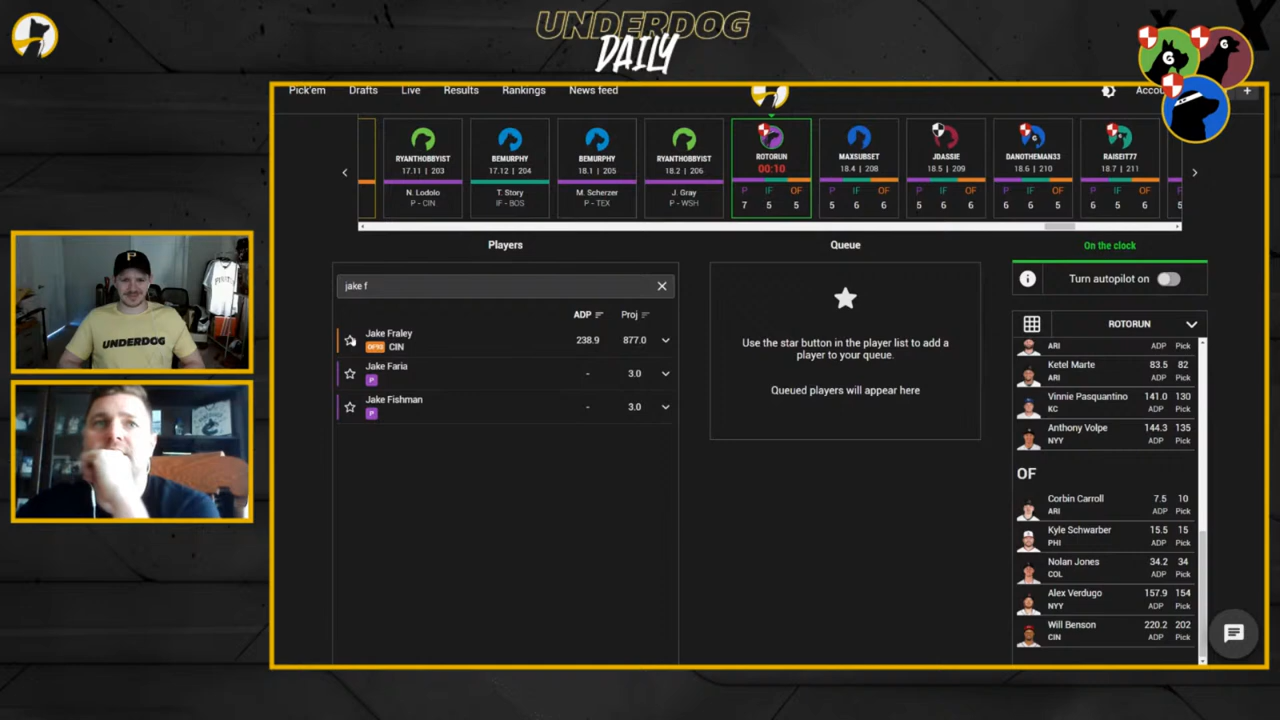 UNDERDOG
DAILY
Pick'em Drafts Live Results Rankings News feed Accou +
RYANTHOBBYIST
17.11 | 203
N. Lodolo
P - CIN
BEMURPHY
17.12 | 204
T. Story
IF - BOS
BEMURPHY
18.1 | 205
M. Scherzer
P - TEX
RYANTHOBBYIST
18.2 | 206
J. Gray
P - WSH
ROTORUN
00:10
P IF OF
7 5 5
MAXSUBSET
18.4 | 208
P IF OF
5 6 6
JDASSIE
18.5 | 209
P IF OF
5 6 6
DANOTHEMAN33
18.6 | 210
P IF OF
6 6 5
RAISEIT77
18.7 | 211
P IF OF
6 5 6
P
5
Players
Queue
On the clock
jake f
ADP Proj
Jake Fraley 238.9 877.0
CIN
Jake Faria - 3.0
P
Jake Fishman - 3.0
P
Use the star button in the player list to add a
player to your queue.
Queued players will appear here
Turn autopilot on
ROTORUN
ARI ADP Pick
Ketel Marte 83.5 82
ARI ADP Pick
Vinnie Pasquantino 141.0 130
KC ADP Pick
Anthony Volpe 144.3 135
NYY ADP Pick
OF
Corbin Carroll 7.5 10
ARI ADP Pick
Kyle Schwarber 15.5 15
PHI ADP Pick
Nolan Jones 34.2 34
COL ADP Pick
Alex Verdugo 157.9 154
NYY ADP Pick
Will Benson 220.2 202
CIN ADP Pick
P
UNDERDOG
G
G